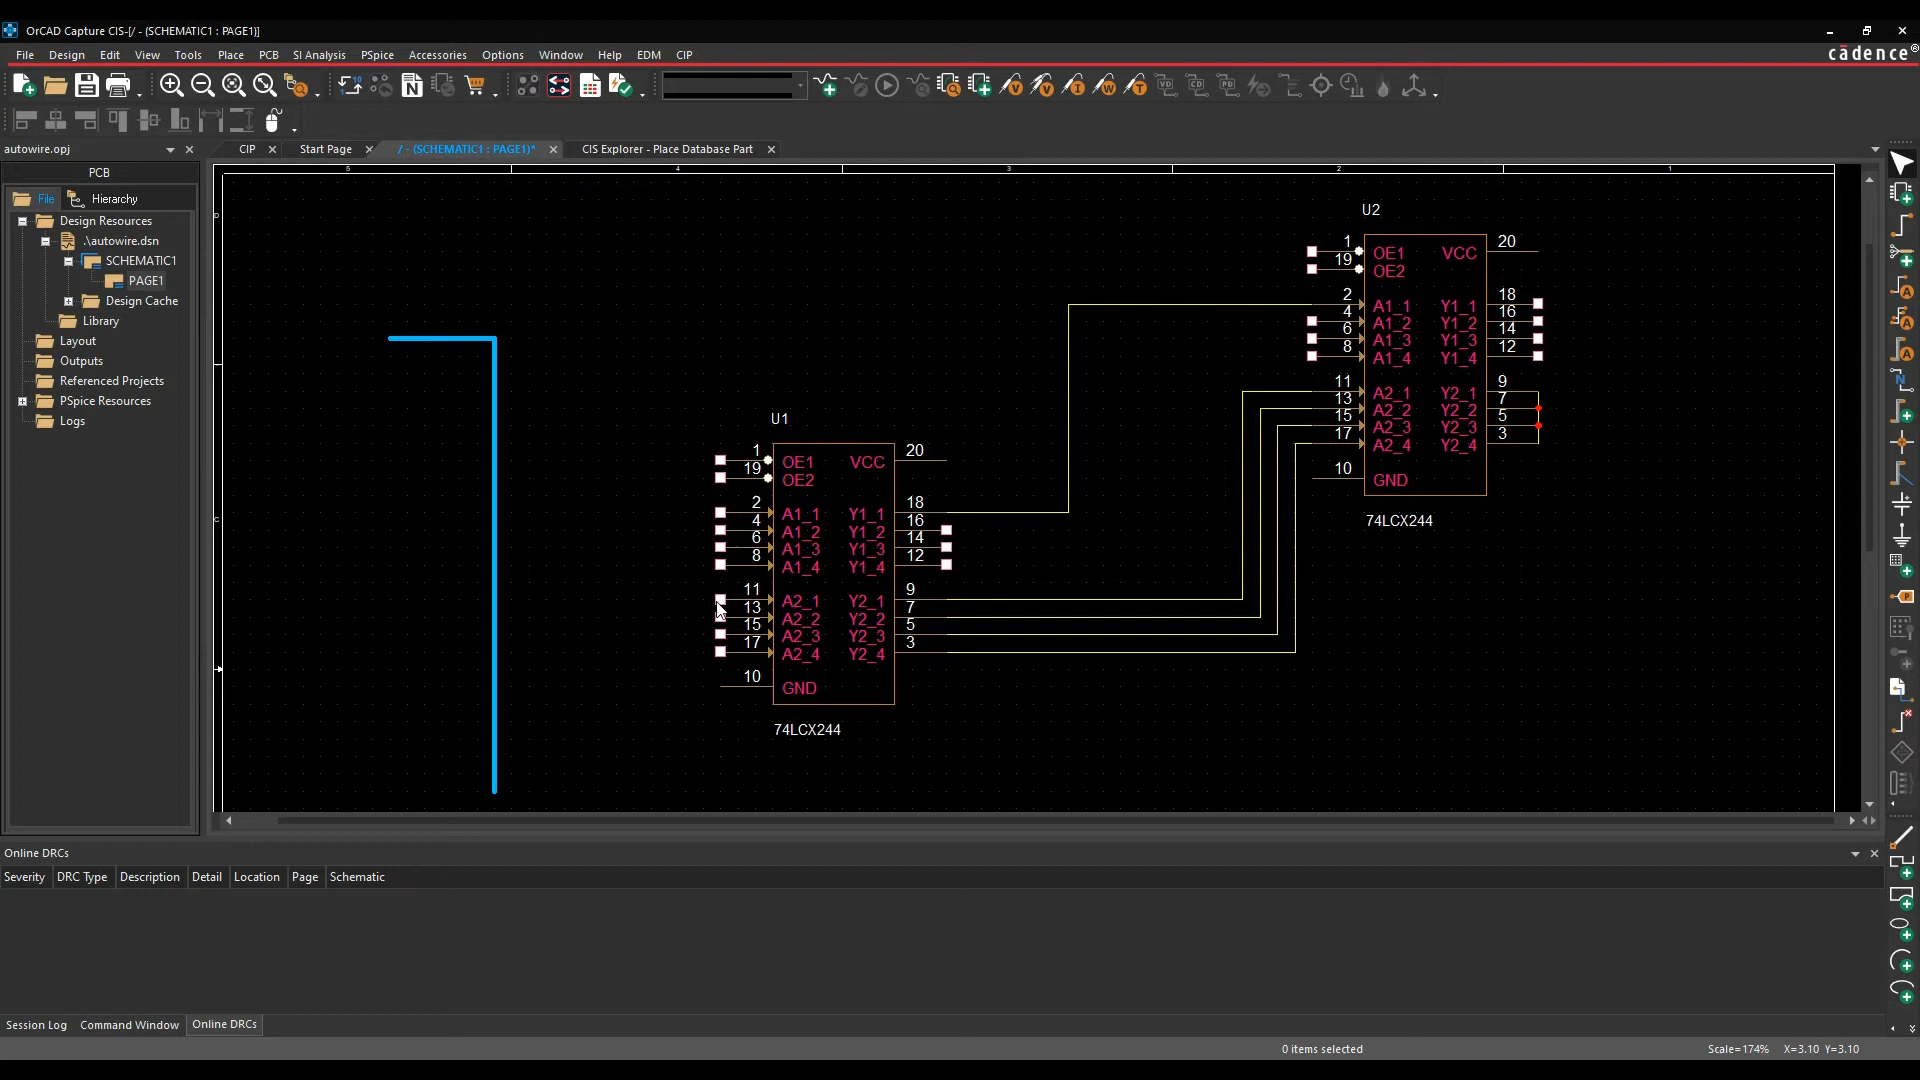 OrCAD Capture CIS-[/ - (SCHEMATIC1 : PAGE1)]
File Design Edit View Tools Place PCB SI Analysis PSpice Accessories Options Window Help EDM CIP
cādence®
autowire.opj
CIP Start Page / - (SCHEMATIC1 : PAGE1)* CIS Explorer - Place Database Part
PCB
File Hierarchy
Design Resources
.\autowire.dsn
SCHEMATIC1
PAGE1
Design Cache
Library
Layout
Outputs
Referenced Projects
PSpice Resources
Logs
5 4 3 2 1
D
C
U2
1 OE1 VCC 20
19 OE2
2 A1_1 Y1_1 18
4 A1_2 Y1_2 16
6 A1_3 Y1_3 14
8 A1_4 Y1_4 12
11 A2_1 Y2_1 9
13 A2_2 Y2_2 7
15 A2_3 Y2_3 5
17 A2_4 Y2_4 3
10 GND
74LCX244
U1
1 OE1 VCC 20
19 OE2
2 A1_1 Y1_1 18
4 A1_2 Y1_2 16
6 A1_3 Y1_3 14
8 A1_4 Y1_4 12
11 A2_1 Y2_1 9
13 A2_2 Y2_2 7
15 A2_3 Y2_3 5
17 A2_4 Y2_4 3
10 GND
74LCX244
Online DRCs
Severity DRC Type Description Detail Location Page Schematic
Session Log Command Window Online DRCs
0 items selected Scale=174% X=3.10 Y=3.10